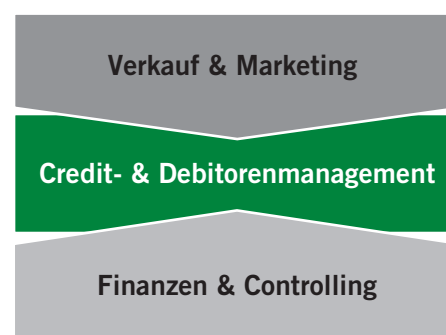 Verkauf & Marketing
Credit- & Debitorenmanagement
Finanzen & Controlling